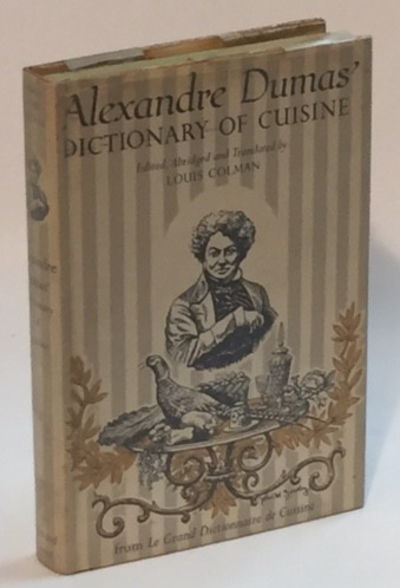 Alexandre Dumas'
DICTIONARY OF CUISINE
Edited, Abridged and Translated by
LOUIS COLMAN
from Le Grand Dictionnaire de Cuisine